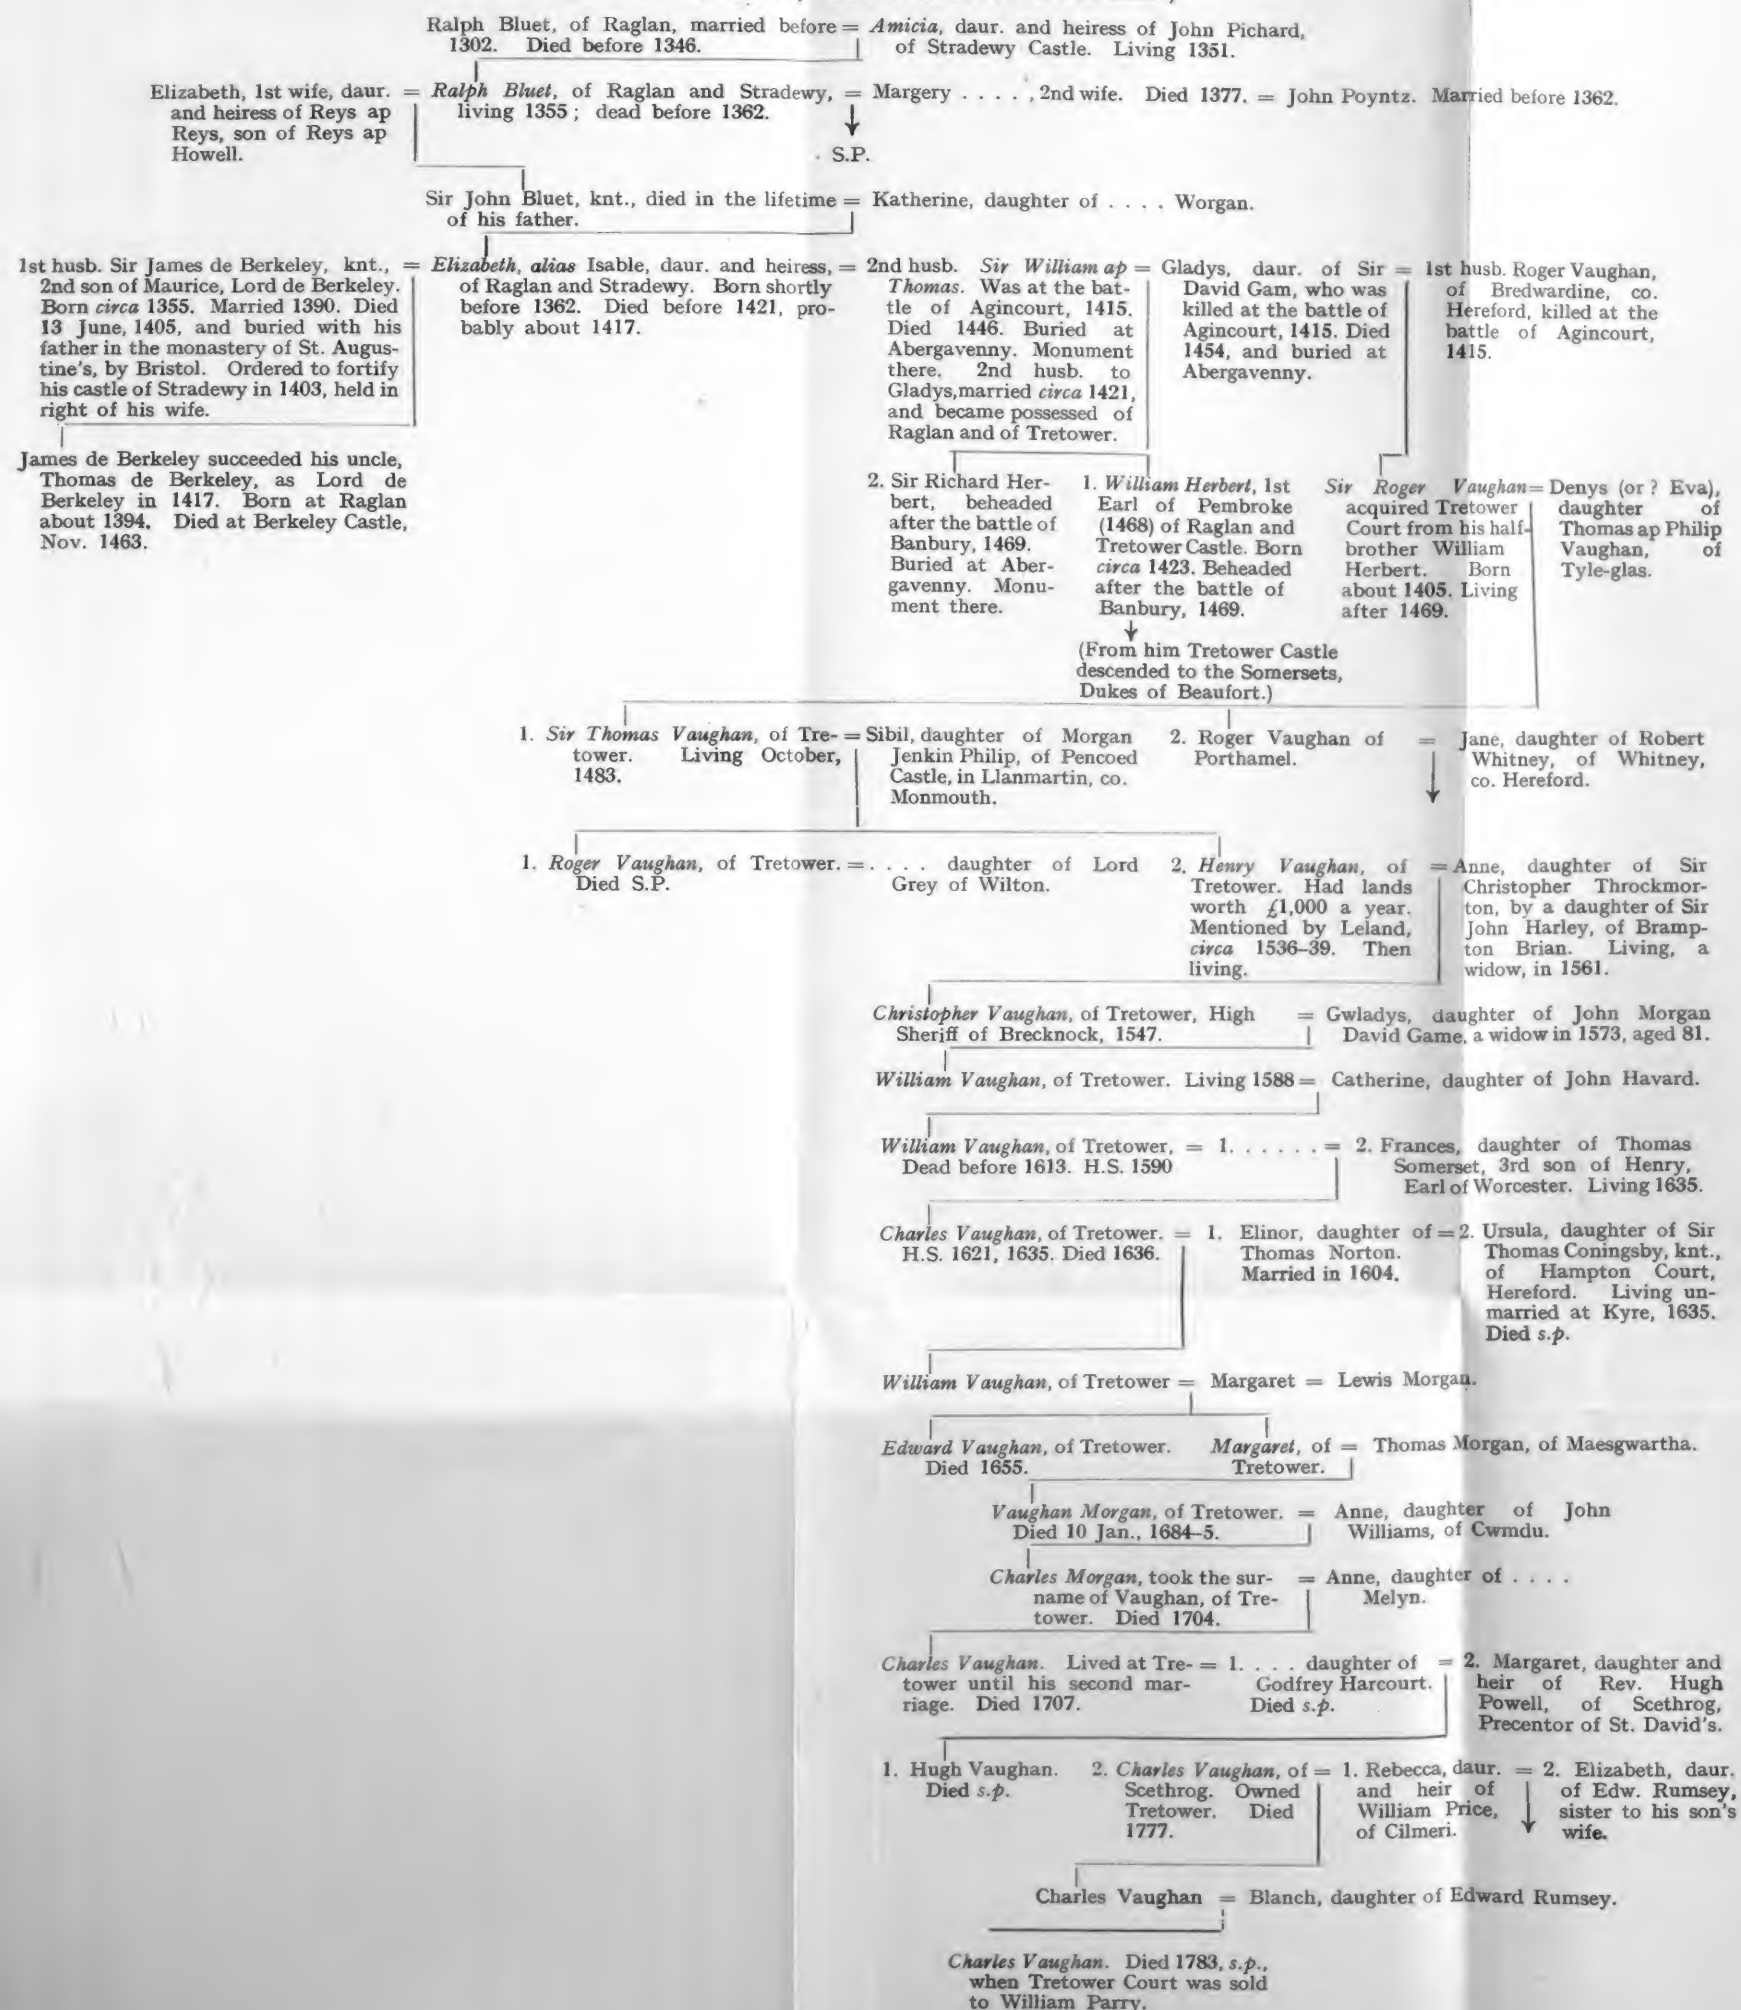 Ralph Bluet, of Raglan, married before = Amicia, daur. and heiress of John Pichard,
1302. Died before 1346. of Stradewy Castle. Living 1351.
Elizabeth, 1st wife, daur. = Ralph Bluet, of Raglan and Stradewy, = Margery . . . . , 2nd wife. Died 1377. = John Poyntz. Married before 1362.
and heiress of Reys ap
Reys, son of Reys ap
Howell.
living 1355 ; dead before 1362.
S.P.
Sir John Bluet, knt., died in the lifetime = Katherine, daughter of . . . . Worgan.
of his father.
1st husb. Sir James de Berkeley, knt., =
2nd son of Maurice, Lord de Berkeley.
Born circa 1355. Married 1390. Died
13 June, 1405, and buried with his
father in the monastery of St. Augus-
tine's, by Bristol. Ordered to fortify
his castle of Stradewy in 1403, held in
right of his wife.
Elizabeth, alias Isable, daur. and heiress, =
of Raglan and Stradewy. Born shortly
before 1362. Died before 1421, pro-
bably about 1417.
2nd husb. Sir William ap =
Thomas. Was at the bat-
tle of Agincourt, 1415.
Died 1446. Buried at
Abergavenny. Monument
there. 2nd husb. to
Gladys, married circa 1421,
and became possessed of
Raglan and of Tretower.
Gladys, daur. of Sir =
David Gam, who was
killed at the battle of
Agincourt, 1415. Died
1454, and buried at
Abergavenny.
1st husb. Roger Vaughan,
of Bredwardine, co.
Hereford, killed at the
battle of Agincourt,
1415.
James de Berkeley succeeded his uncle,
Thomas de Berkeley, as Lord de
Berkeley in 1417. Born at Raglan
about 1394. Died at Berkeley Castle,
Nov. 1463.
2. Sir Richard Her-
bert, beheaded
after the battle of
Banbury, 1469.
Buried at Aber-
gavenny. Monu-
ment there.
1. William Herbert, 1st
Earl of Pembroke
(1468) of Raglan and
Tretower Castle. Born
circa 1423. Beheaded
after the battle of
Banbury, 1469.
(From him Tretower Castle
descended to the Somersets,
Dukes of Beaufort.)
Sir Roger Vaughan =
acquired Tretower
Court from his half-
brother William
Herbert. Born
about 1405. Living
after 1469.
Denys (or ? Eva),
daughter of
Thomas ap Philip
Vaughan, of
Tyle-glas.
1. Sir Thomas Vaughan, of Tre- =
tower. Living October,
1483.
Sibil, daughter of Morgan
Jenkin Philip, of Pencoed
Castle, in Llanmartin, co.
Monmouth.
2. Roger Vaughan of =
Porthamel.
Jane, daughter of Robert
Whitney, of Whitney,
co. Hereford.
1. Roger Vaughan, of Tretower. =
Died S.P.
. . . . daughter of Lord
Grey of Wilton.
2. Henry Vaughan, of =
Tretower. Had lands
worth £1,000 a year.
Mentioned by Leland,
circa 1536–39. Then
living.
Anne, daughter of Sir
Christopher Throckmor-
ton, by a daughter of Sir
John Harley, of Bramp-
ton Brian. Living, a
widow, in 1561.
Christopher Vaughan, of Tretower, High = Gwladys, daughter of John Morgan
Sheriff of Brecknock, 1547. David Game, a widow in 1573, aged 81.
William Vaughan, of Tretower. Living 1588 = Catherine, daughter of John Havard.
William Vaughan, of Tretower, = 1. . . . . . = 2. Frances, daughter of Thomas
Dead before 1613. H.S. 1590 Somerset, 3rd son of Henry,
Earl of Worcester. Living 1635.
Charles Vaughan, of Tretower. =
H.S. 1621, 1635. Died 1636.
1. Elinor, daughter of =
Thomas Norton.
Married in 1604.
2. Ursula, daughter of Sir
Thomas Coningsby, knt.,
of Hampton Court,
Hereford. Living un-
married at Kyre, 1635.
Died s.p.
William Vaughan, of Tretower = Margaret = Lewis Morgan.
Edward Vaughan, of Tretower. Margaret, of = Thomas Morgan, of Maesgwartha.
Died 1655. Tretower.
Vaughan Morgan, of Tretower. = Anne, daughter of John
Died 10 Jan., 1684–5. Williams, of Cwmdu.
Charles Morgan, took the sur- = Anne, daughter of . . . .
name of Vaughan, of Tre- Melyn.
tower. Died 1704.
Charles Vaughan. Lived at Tre- =
tower until his second mar-
riage. Died 1707.
1. . . . daughter of =
Godfrey Harcourt.
Died s.p.
2. Margaret, daughter and
heir of Rev. Hugh
Powell, of Scethrog,
Precentor of St. David's.
1. Hugh Vaughan.
Died s.p.
2. Charles Vaughan, of =
Scethrog. Owned
Tretower. Died
1777.
1. Rebecca, daur. =
and heir of
William Price,
of Cilmeri.
2. Elizabeth, daur.
of Edw. Rumsey,
sister to his son's
wife.
Charles Vaughan = Blanch, daughter of Edward Rumsey.
Charles Vaughan. Died 1783, s.p.,
when Tretower Court was sold
to William Parry.